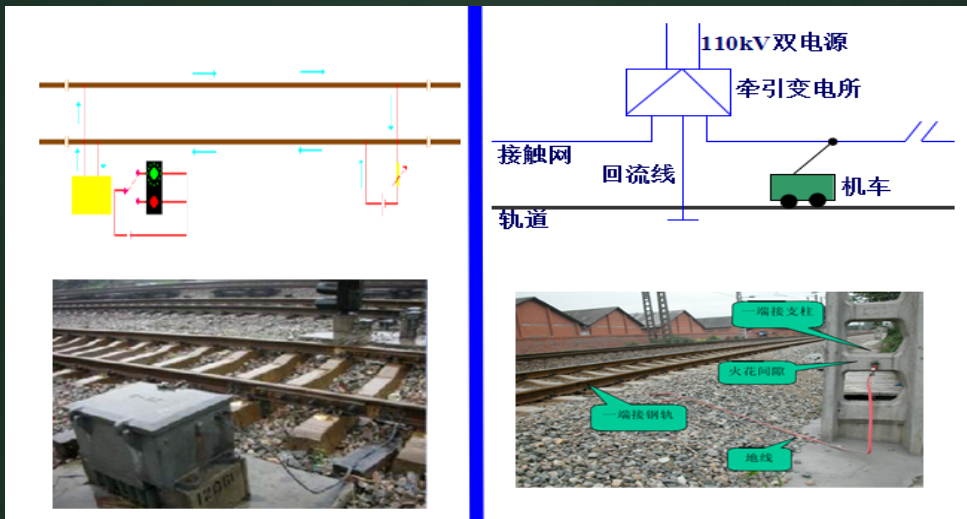 110kV双电源
牵引变电所
接触网
回流线
机车
轨道
一端接支柱
火花间隙
一端接钢轨
地线